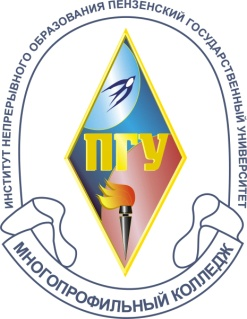 ИНСТИТУТ НЕПРЕРЫВНОГО ОБРАЗОВАНИЯ ПЕНЗЕНСКИЙ ГОСУДАРСТВЕННЫЙ УНИВЕРСИТЕТ
ПГУ
МНОГОПРОФИЛЬНЫЙ КОЛЛЕДЖ